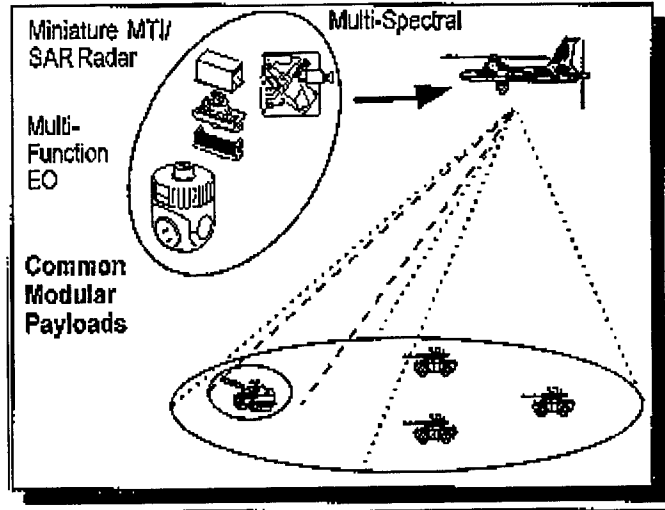 Miniature MTI/
SAR Radar
Multi-Spectral
Multi-
Function
EO
Common
Modular
Payloads